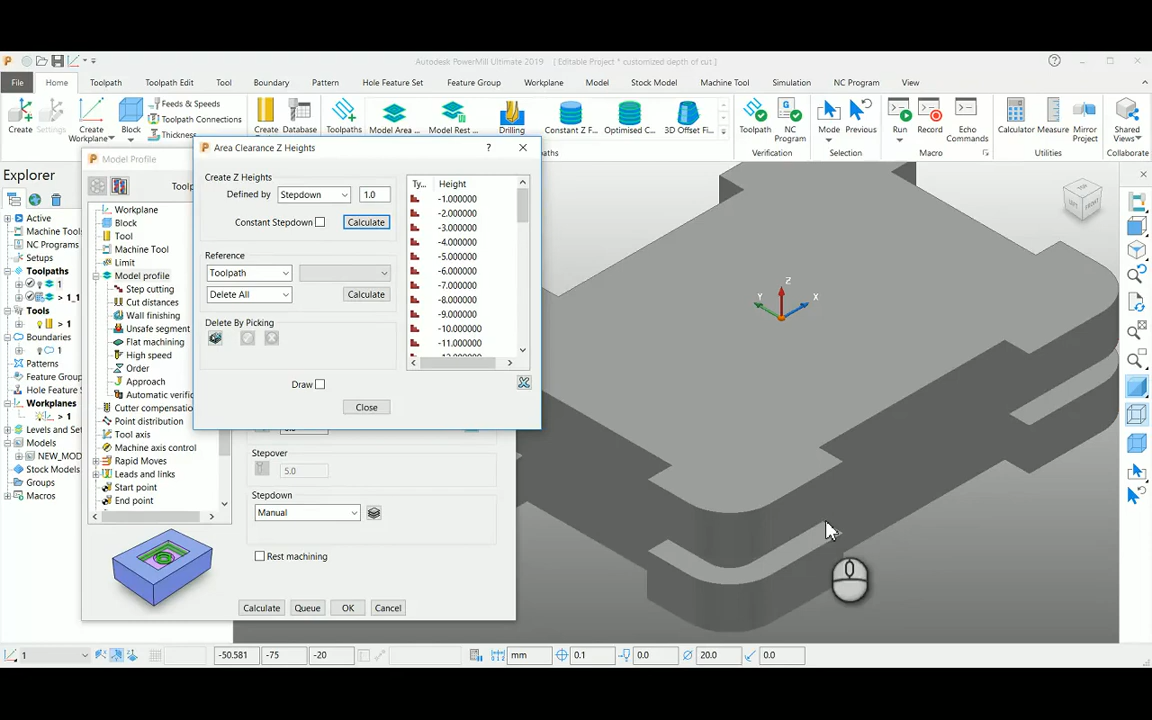 Autodesk PowerMill Ultimate 2019 [ Editable Project * customized depth of cut ]
File Home Toolpath Toolpath Edit Tool Boundary Pattern Hole Feature Set Feature Group Workplane Model Stock Model Machine Tool Simulation NC Program View
Create
Settings
Create Workplane
Block
Feeds & Speeds
Toolpath Connections
Thickness
Create
Database
Toolpaths
Model Area ..
Model Rest ...
Drilling
Constant Z F...
Optimised C...
3D Offset Fi...
Toolpath
NC Program
Mode
Previous
Run
Record
Echo Commands
Calculator
Measure
Mirror Project
Shared Views
Verification
Selection
Macro
Utilities
Collaborate
Explorer
Active
Machine Tools
NC Programs
Setups
Toolpaths
1
> 1_1
Tools
> 1
Boundaries
1
Patterns
Feature Group
Hole Feature
Workplanes
> 1
Levels and Set
Models
NEW_MOD
Stock Models
Groups
Macros
Model Profile
Workplane
Block
Tool
Machine Tool
Limit
Model profile
Step cutting
Cut distances
Wall finishing
Unsafe segment
Flat machining
High speed
Order
Approach
Automatic verific
Cutter compensatio
Point distribution
Tool axis
Machine axis control
Rapid Moves
Leads and links
Start point
End point
Area Clearance Z Heights
?
Create Z Heights
Defined by Stepdown 1.0
Constant Stepdown Calculate
Reference
Toolpath
Delete All Calculate
Delete By Picking
Draw
Close
Ty... Height
-1.000000
-2.000000
-3.000000
-4.000000
-5.000000
-6.000000
-7.000000
-8.000000
-9.000000
-10.000000
-11.000000
Stepover
5.0
Stepdown
Manual
Rest machining
Calculate Queue OK Cancel
Z
Y X
TOP
LEFT FRONT
1 -50.581 -75 -20 mm 0.1 0.0 20.0 0.0